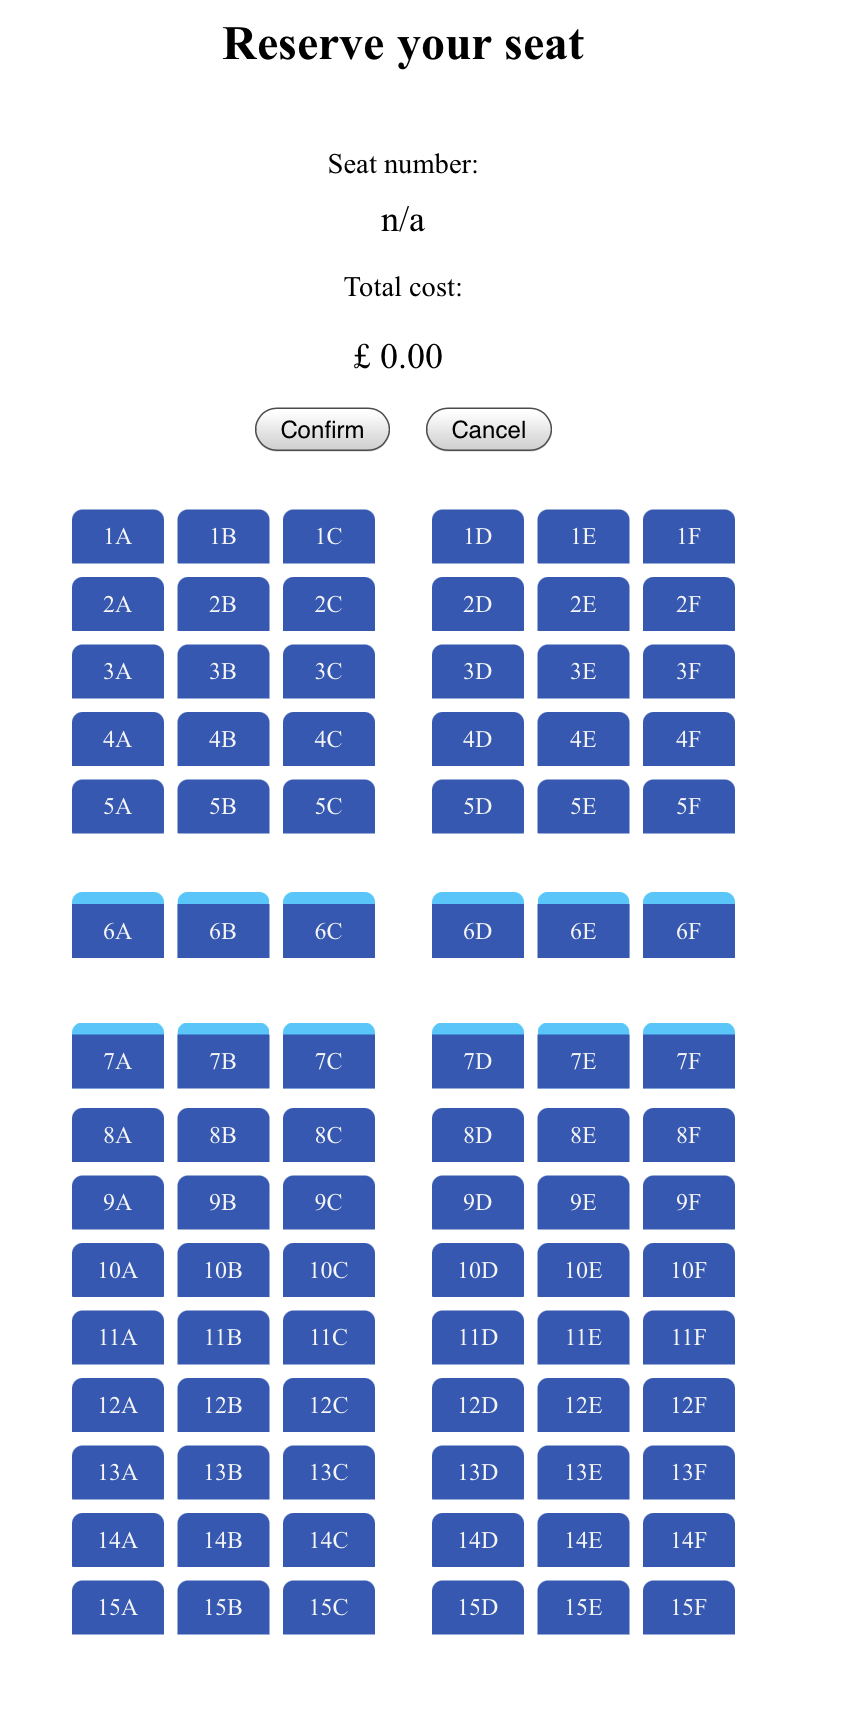 Reserve your seat
Seat number:
n/a
Total cost:
£ 0.00
Confirm Cancel
1A 1B 1C 1D 1E 1F
2A 2B 2C 2D 2E 2F
3A 3B 3C 3D 3E 3F
4A 4B 4C 4D 4E 4F
5A 5B 5C 5D 5E 5F
6A 6B 6C 6D 6E 6F
7A 7B 7C 7D 7E 7F
8A 8B 8C 8D 8E 8F
9A 9B 9C 9D 9E 9F
10A 10B 10C 10D 10E 10F
11A 11B 11C 11D 11E 11F
12A 12B 12C 12D 12E 12F
13A 13B 13C 13D 13E 13F
14A 14B 14C 14D 14E 14F
15A 15B 15C 15D 15E 15F